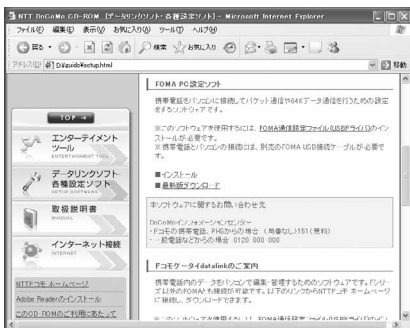 NTT DoCoMo CD-ROM [データリンクソフト・各種設定ソフト] - Microsoft Internet Explorer
ファイル(F) 編集(E) 表示(V) お気に入り(A) ツール(T) ヘルプ(H)
戻る 検索 お気に入り
アドレス(D) 移動
TOP
エンターテイメント
ツール
ENTERTAINMENT TOOL
データリンクソフト
各種設定ソフト
取扱説明書
MANUAL
インターネット接続
INTERNET
NTTドコモ ホームページ
Adobe Readerのインストール
このCD-ROMのご利用にあたって
FOMA PC設定ソフト
携帯電話をパソコンに接続してパケット通信や64Kデータ通信を行うための設定
をするソフトウェアです。
※このソフトウェアを使用するには、FOMA通信設定ファイル(USBドライバ)のイン
ストールが必要です。
※携帯電話とパソコンの接続には、別売のFOMA USB接続ケーブルが必要で
す。
■インストール
■最新版ダウンロード
本ソフトウェアに関するお問い合わせ先
DoCoMoインフォメーションセンター
・ドコモの携帯電話、PHSからの場合 (局番なし)151(無料)
・一般電話などからの場合 0120 000 000
ドコモケータイdatalinkのご案内
携帯電話内のデータをパソコンで編集・管理するためのソフトウェアです。「Fシリー
ズ以外のFOMAとも接続が可能です。以下のリンクからNTTドコモ ホームページ
に接続し、ダウンロードできます。